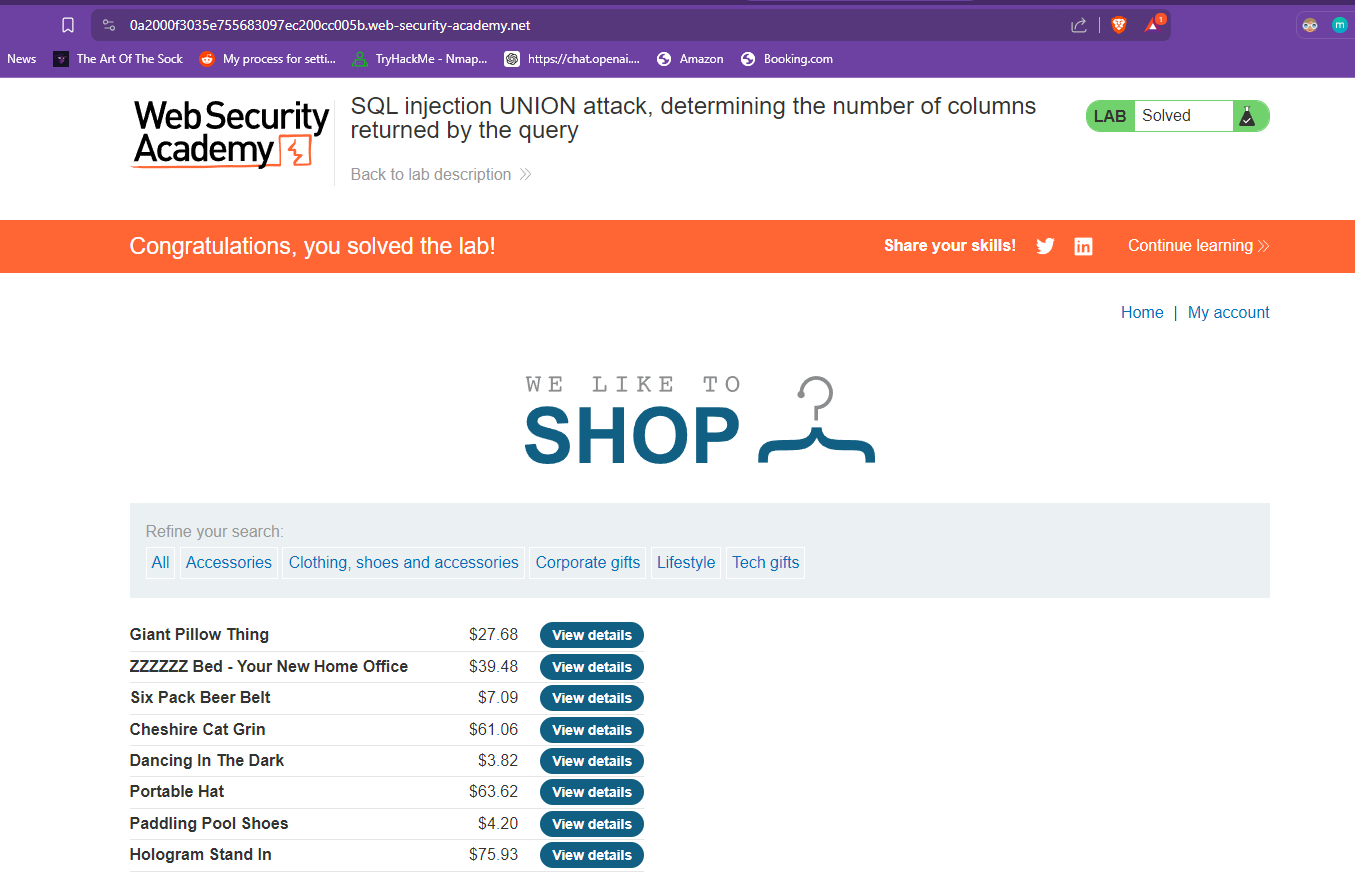 0a2000f3035e755683097ec200cc005b.web-security-academy.net
1
m
News The Art Of The Sock My process for setti... TryHackMe - Nmap,... https://chat.openai.... Amazon Booking.com
WebSecurity
Academy
SQL injection UNION attack, determining the number of columns
returned by the query
Back to lab description
LAB Solved
Congratulations, you solved the lab! Share your skills! Continue learning
Home | My account
WE LIKE TO
SHOP
Refine your search:
All Accessories Clothing, shoes and accessories Corporate gifts Lifestyle Tech gifts
Giant Pillow Thing $27.68 View details
ZZZZZZ Bed - Your New Home Office $39.48 View details
Six Pack Beer Belt $7.09 View details
Cheshire Cat Grin $61.06 View details
Dancing In The Dark $3.82 View details
Portable Hat $63.62 View details
Paddling Pool Shoes $4.20 View details
Hologram Stand In $75.93 View details